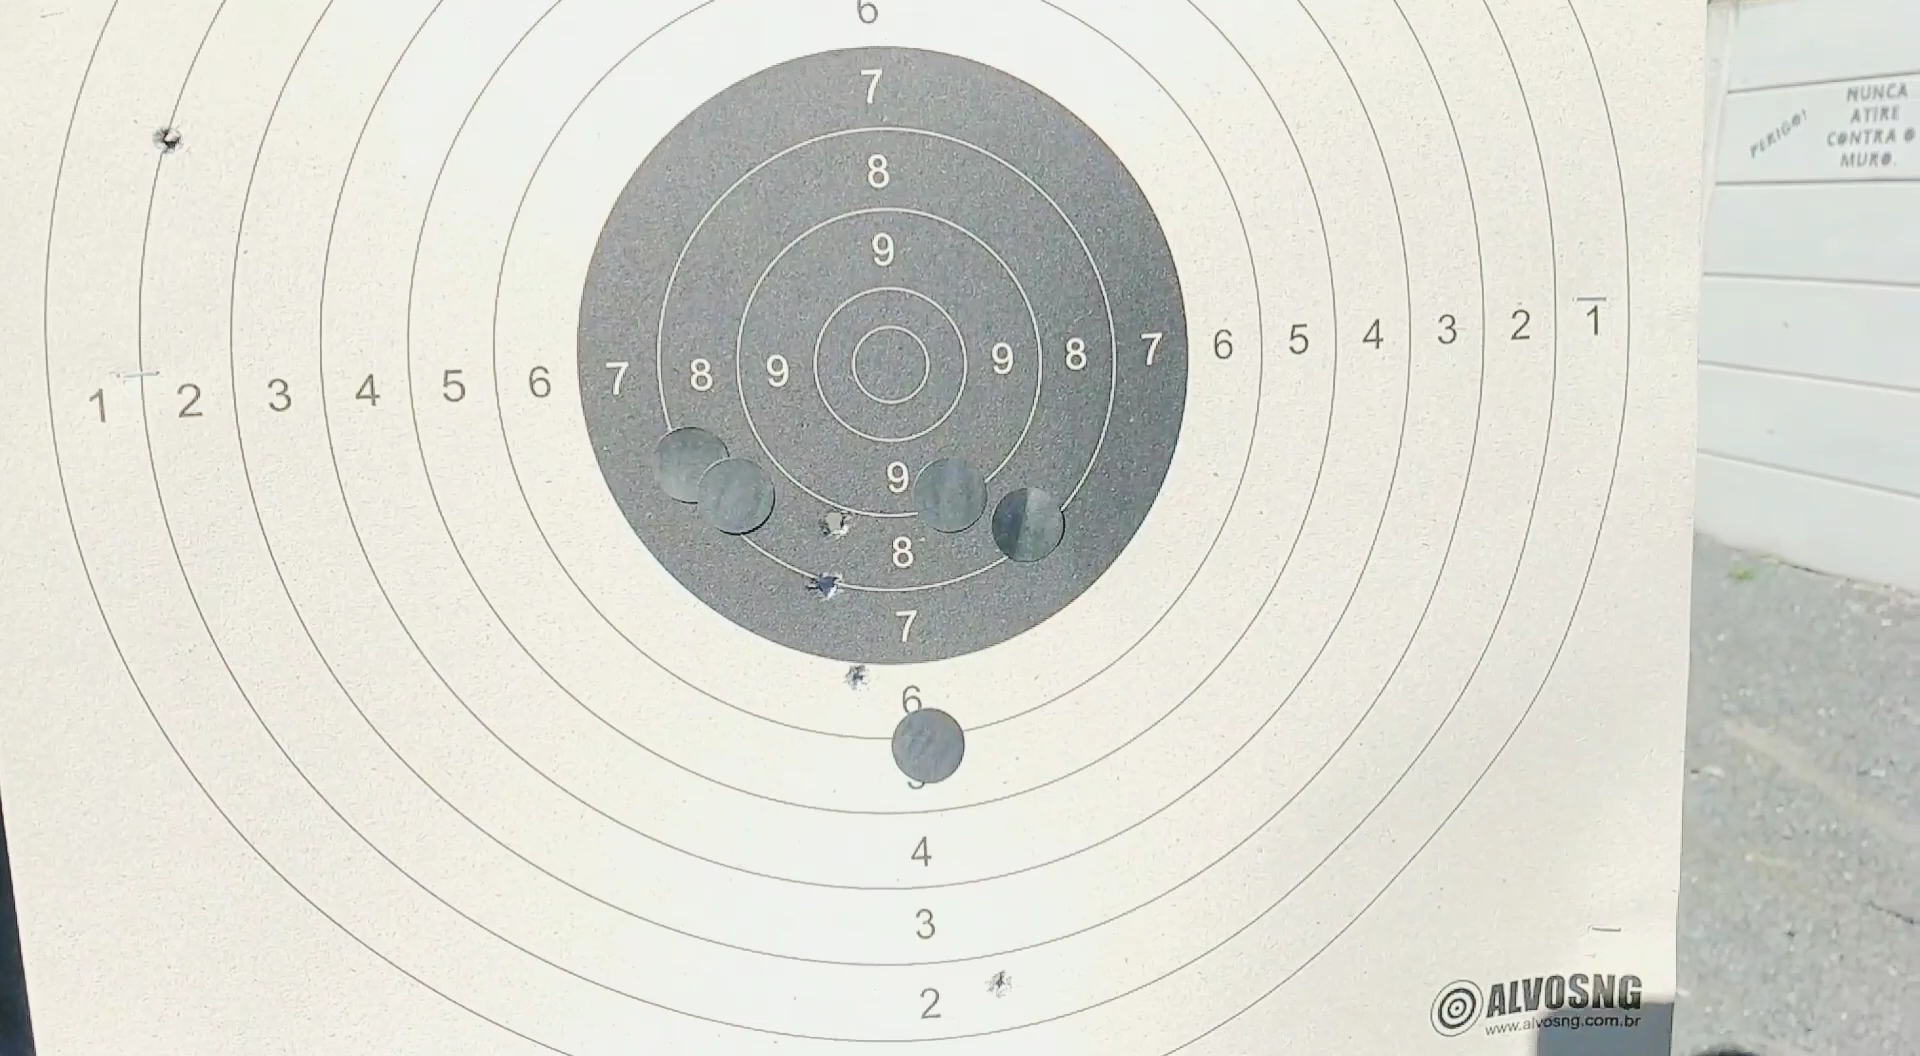 6
7
8
9
1 2 3 4 5 6 7 8 9 9 8 7 6 5 4 3 2 1
9
8
7
6
5
4
3
2
ALVOSNG
www.alvosng.com.br
PERIGO!
NUNCA
ATIRE
CONTRA O
MURO.